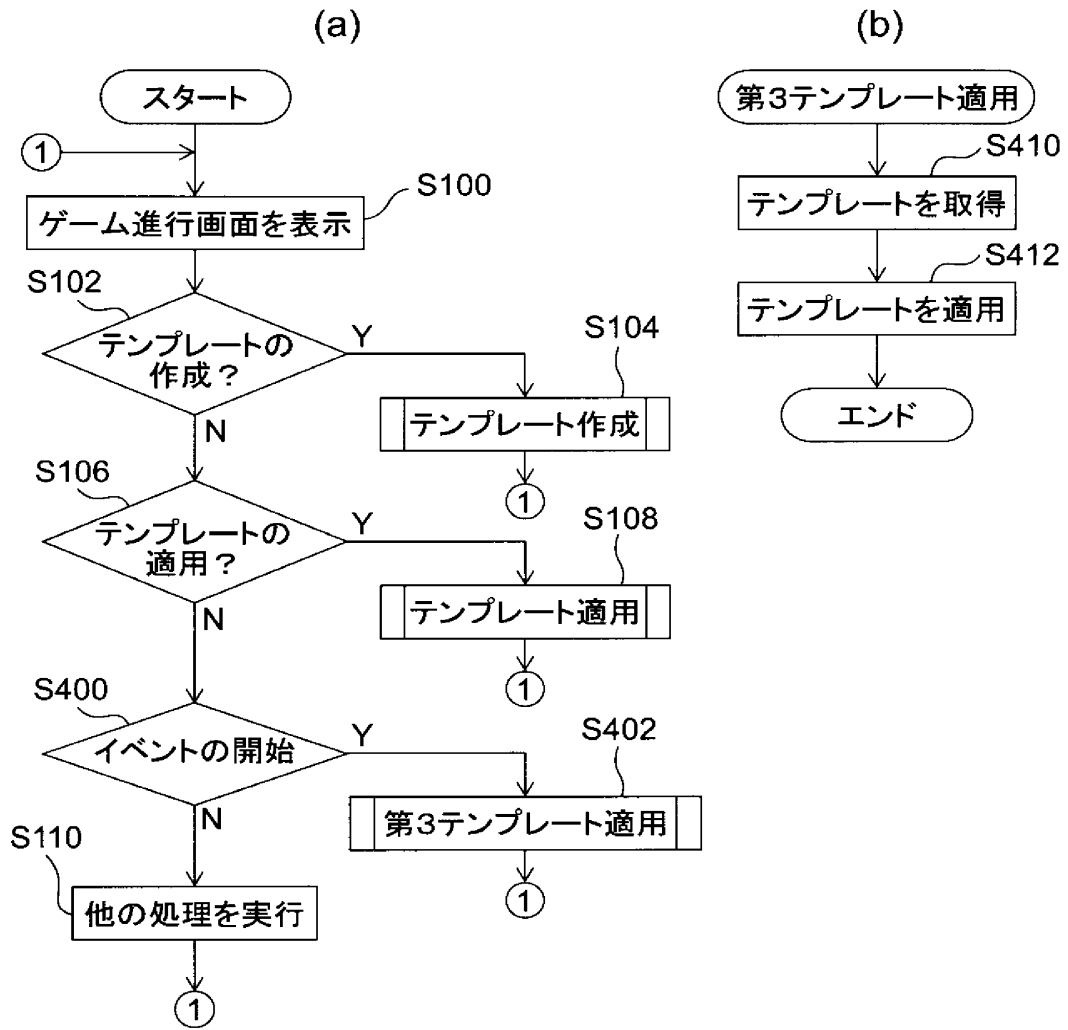 (a)
スタート
①
S100
ゲーム進行画面を表示
S102
テンプレートの
作成？
Y
N
S104
テンプレート作成
①
S106
テンプレートの
適用？
Y
N
S108
テンプレート適用
①
S400
イベントの開始
Y
N
S402
第3テンプレート適用
①
S110
他の処理を実行
①
(b)
第3テンプレート適用
S410
テンプレートを取得
S412
テンプレートを適用
エンド